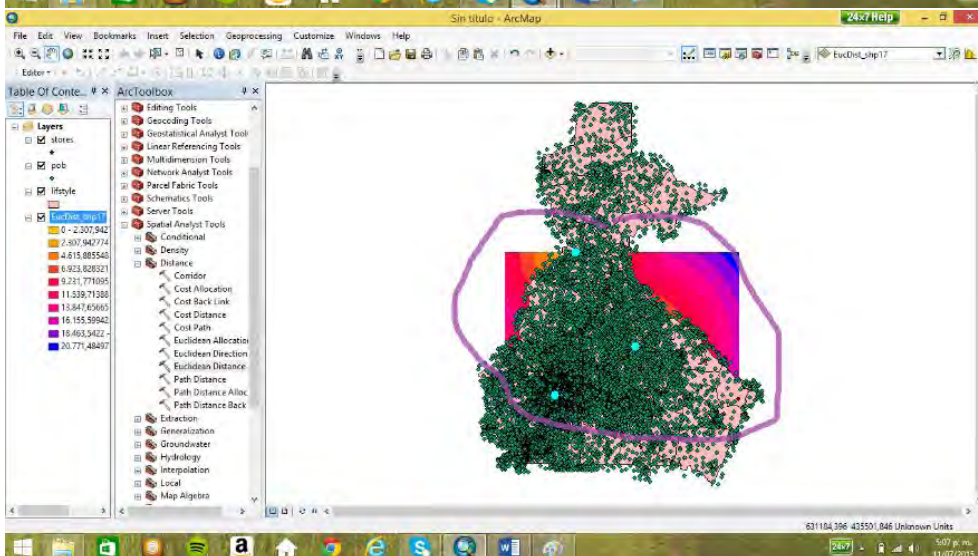 Sin título - ArcMap
24x7 Help
File Edit View Bookmarks Insert Selection Geoprocessing Customize Windows Help
EucDist_shp17
Editor
Table Of Conte...
ArcToolbox
Layers
stores
pob
lifstyle
EucDist_shp17
0 - 2.307,942
2.307,942774
4.615,885548
6.923,828321
9.231,771095
11.539,71388
13.847,65665
16.155,59942
18.463,5422 -
20.771,48497
Editing Tools
Geocoding Tools
Geostatistical Analyst Tool
Linear Referencing Tools
Multidimension Tools
Network Analyst Tools
Parcel Fabric Tools
Schematics Tools
Server Tools
Spatial Analyst Tools
Conditional
Density
Distance
Corridor
Cost Allocation
Cost Back Link
Cost Distance
Cost Path
Euclidean Allocation
Euclidean Direction
Euclidean Distance
Path Distance
Path Distance Alloc
Path Distance Back
Extraction
Generalization
Groundwater
Hydrology
Interpolation
Local
Map Algebra
631184,396 435501,846 Unknown Units
24x7
5:07 p. m.
11/07/2015